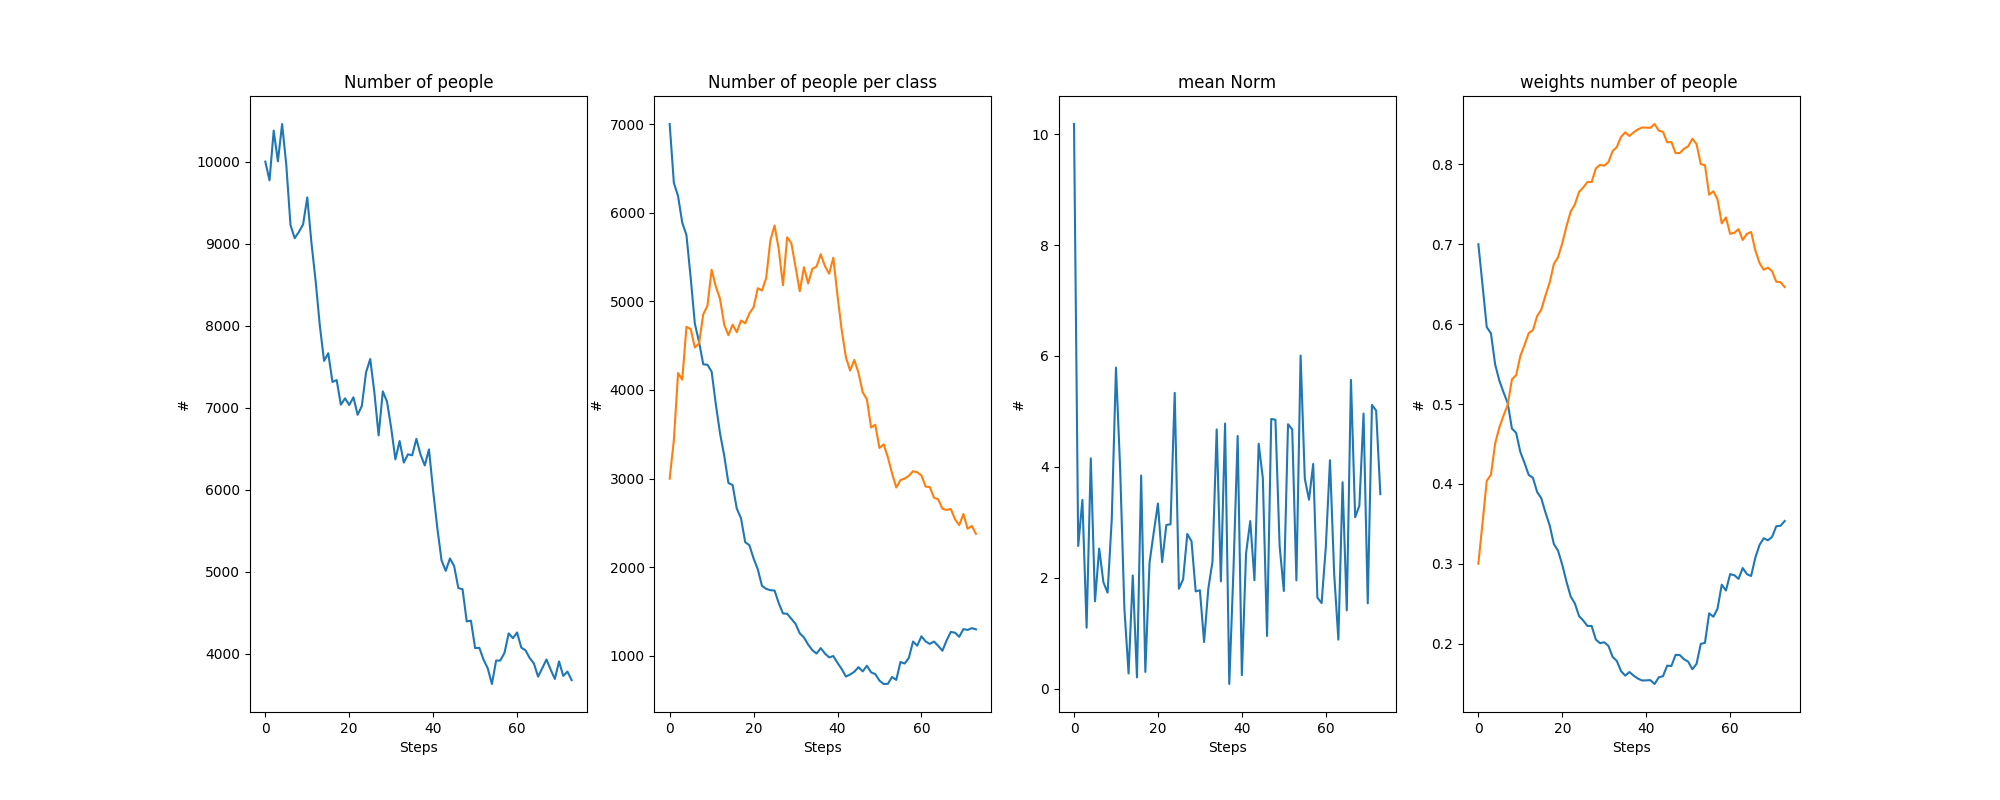 Number of people
10000
9000
8000
7000
6000
5000
4000
#
0 20 40 60
Steps
Number of people per class
7000
6000
5000
4000
3000
2000
1000
#
0 20 40 60
Steps
mean Norm
10
8
6
4
2
0
#
0 20 40 60
Steps
weights number of people
0.8
0.7
0.6
0.5
0.4
0.3
0.2
#
0 20 40 60
Steps